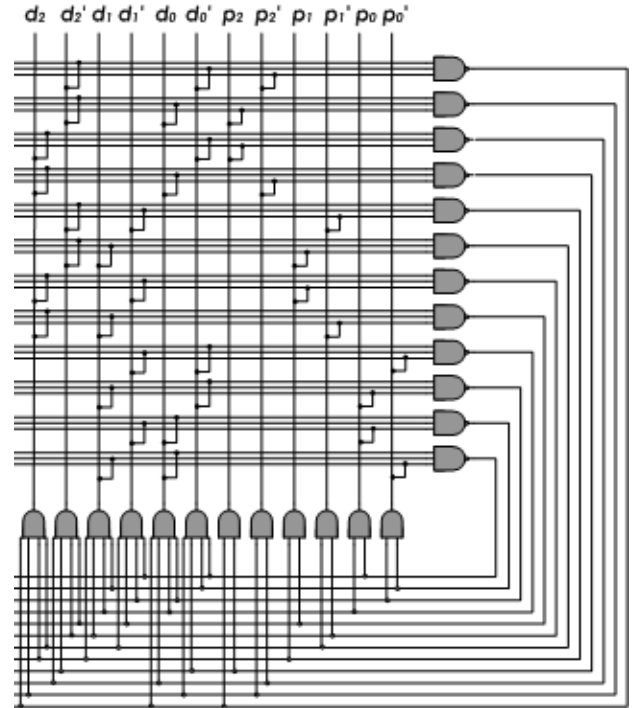 d₂ d₂' d₁ d₁' d₀ d₀' p₂ p₂' p₁ p₁' p₀ p₀'